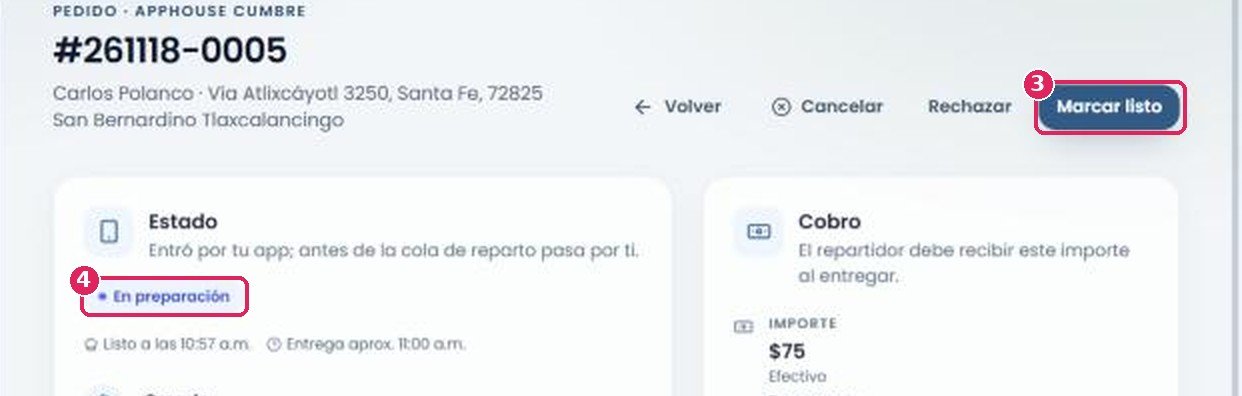 PEDIDO · APPHOUSE CUMBRE
#261118-0005
Carlos Polanco · Via Atlixcáyotl 3250, Santa Fe, 72825
San Bernardino Tlaxcalancingo
← Volver
Cancelar
Rechazar
3
Marcar listo
Estado
Entró por tu app; antes de la cola de reparto pasa por ti.
4
• En preparación
Listo a las 10:57 a.m.
Entrega aprox. 11:00 a.m.
Cobro
El repartidor debe recibir este importe
al entregar.
IMPORTE
$75
Efectivo